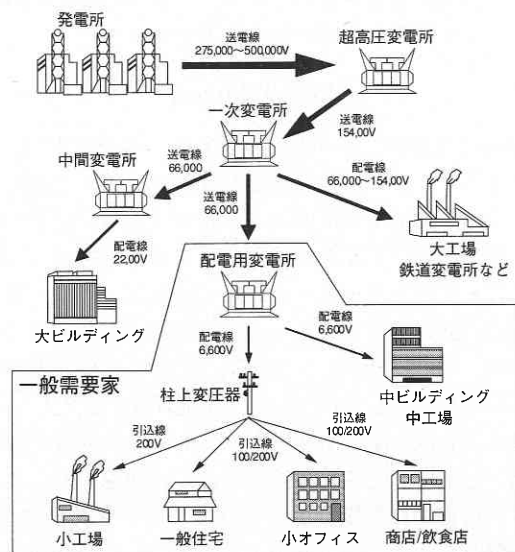 発電所
送電線
275,000〜500,000V
超高圧変電所
一次変電所
送電線
154,00V
中間変電所
送電線
66,000
送電線
66,000
配電線
66,000〜154,00V
大工場
鉄道変電所など
配電線
22,00V
大ビルディング
配電用変電所
配電線
6,600V
配電線
6,600V
一般需要家
柱上変圧器
中ビルディング
中工場
引込線
200V
引込線
100/200V
引込線
100/200V
引込線
100/200V
小工場
一般住宅
小オフィス
商店/飲食店